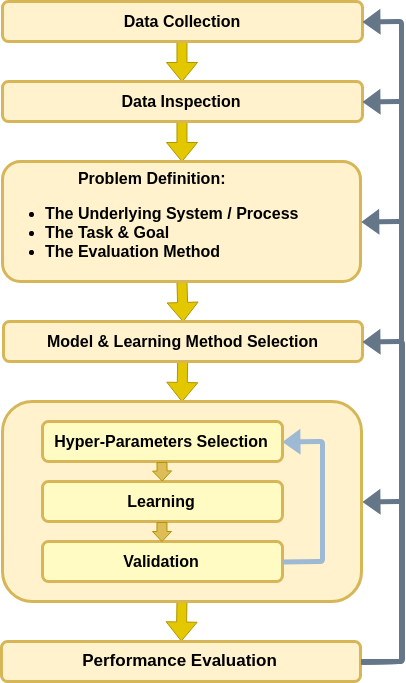 Data Collection
Data Inspection
Problem Definition:
• The Underlying System / Process
• The Task & Goal
• The Evaluation Method
Model & Learning Method Selection
Hyper-Parameters Selection
Learning
Validation
Performance Evaluation